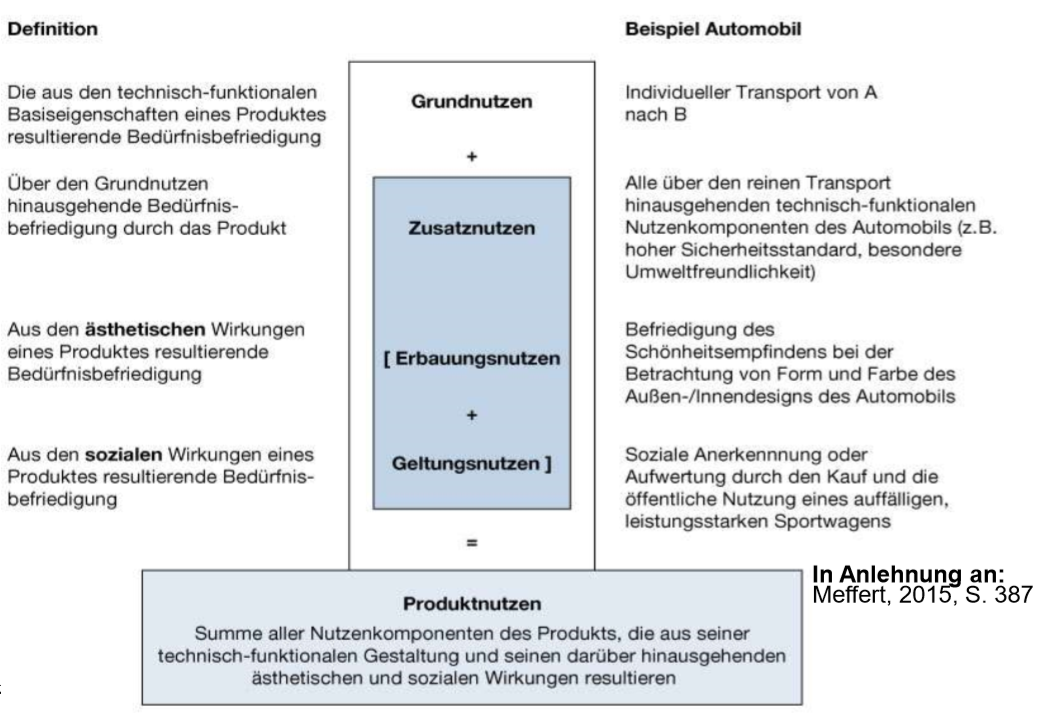 Definition
Beispiel Automobil
Die aus den technisch-funktionalen
Basiseigenschaften eines Produktes
resultierende Bedürfnisbefriedigung
Grundnutzen
Individueller Transport von A
nach B
+
Über den Grundnutzen
hinausgehende Bedürfnis-
befriedigung durch das Produkt
Zusatznutzen
Alle über den reinen Transport
hinausgehenden technisch-funktionalen
Nutzenkomponenten des Automobils (z.B.
hoher Sicherheitsstandard, besondere
Umweltfreundlichkeit)
Aus den ästhetischen Wirkungen
eines Produktes resultierende
Bedürfnisbefriedigung
[ Erbauungsnutzen
Befriedigung des
Schönheitsempfindens bei der
Betrachtung von Form und Farbe des
Außen-/Innendesigns des Automobils
+
Aus den sozialen Wirkungen eines
Produktes resultierende Bedürfnis-
befriedigung
Geltungsnutzen ]
Soziale Anerkennnung oder
Aufwertung durch den Kauf und die
öffentliche Nutzung eines auffälligen,
leistungsstarken Sportwagens
=
In Anlehnung an:
Meffert, 2015, S. 387
Produktnutzen
Summe aller Nutzenkomponenten des Produkts, die aus seiner
technisch-funktionalen Gestaltung und seinen darüber hinausgehenden
ästhetischen und sozialen Wirkungen resultieren